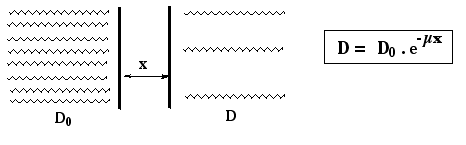 x
D = D₀ . e^-μx
D₀
D